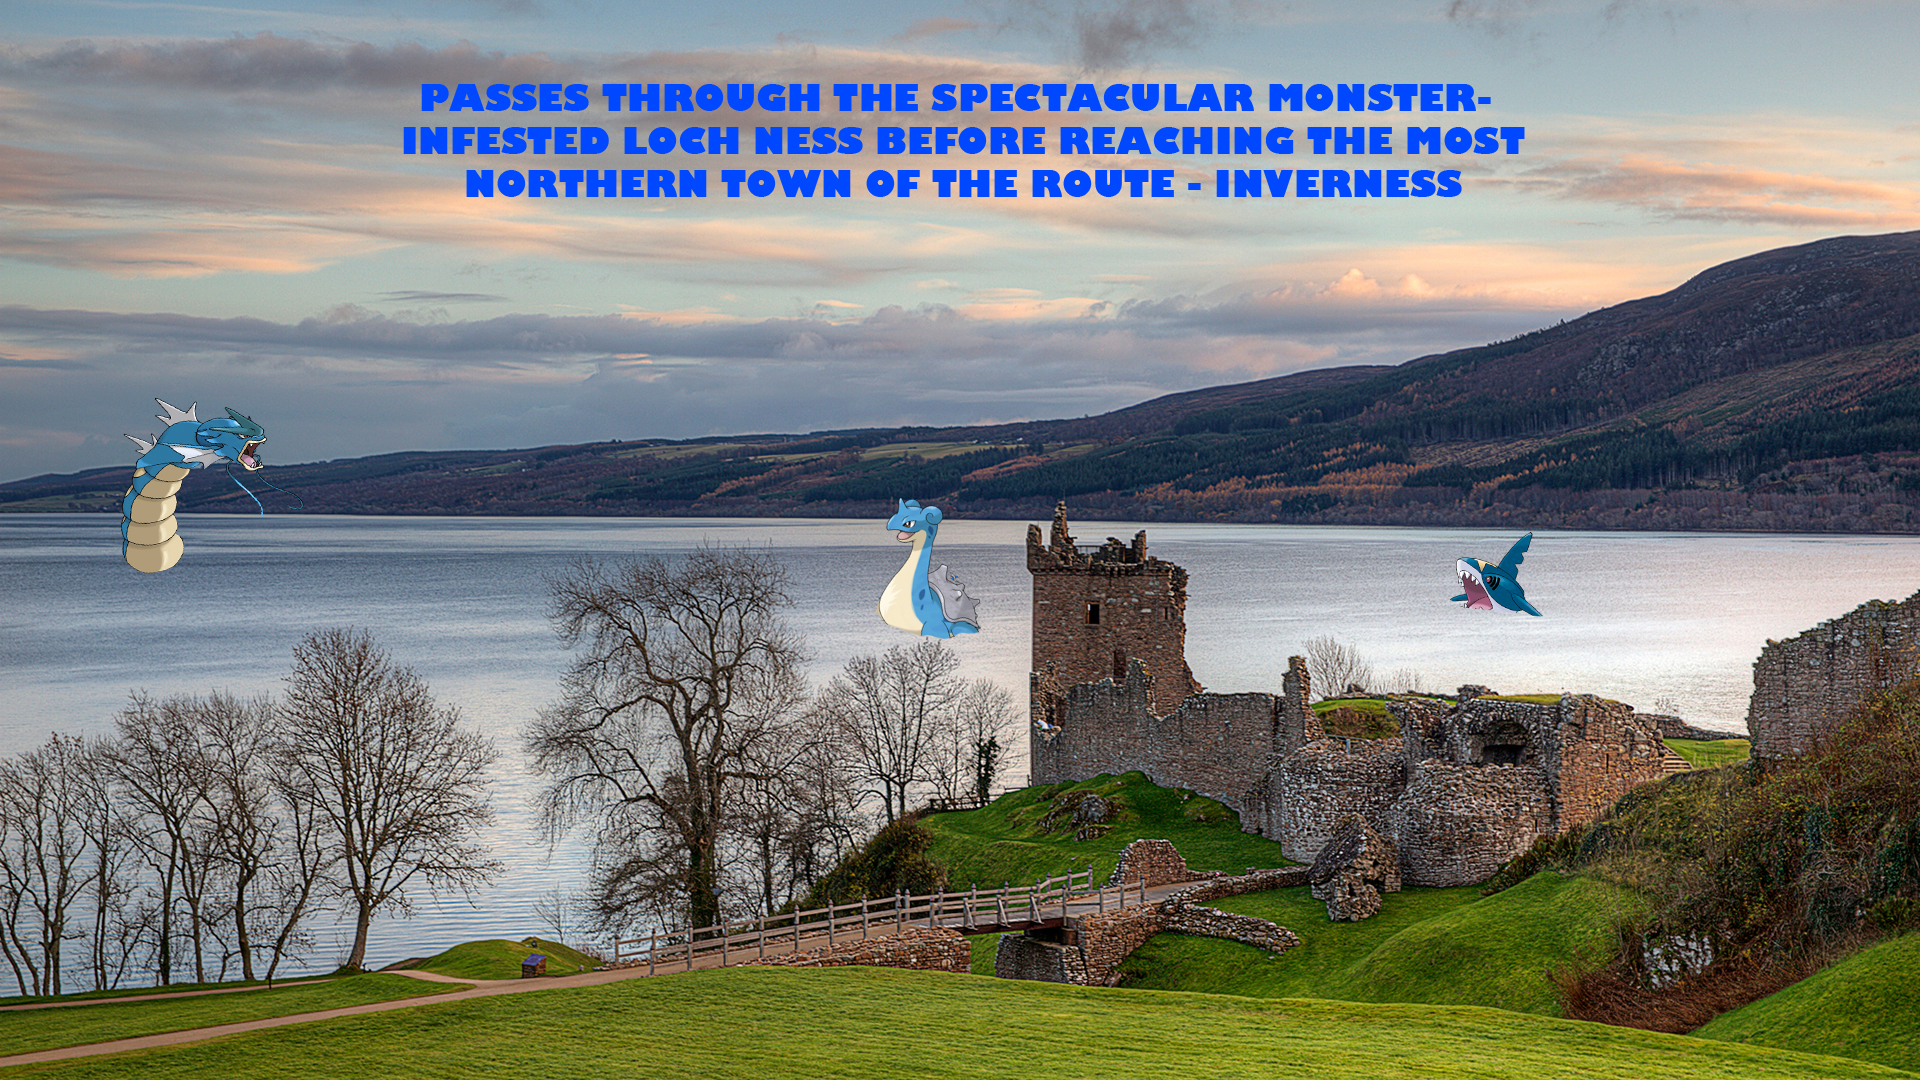 PASSES THROUGH THE SPECTACULAR MONSTER-
INFESTED LOCH NESS BEFORE REACHING THE MOST
NORTHERN TOWN OF THE ROUTE - INVERNESS